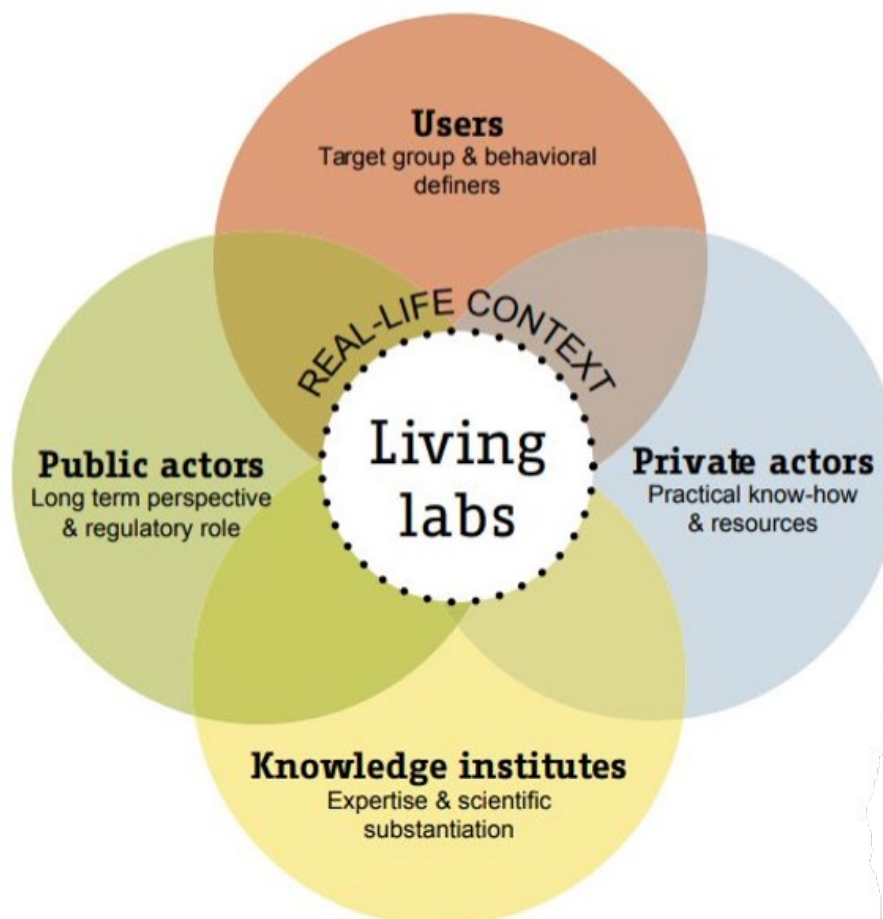 Users
Target group & behavioral
definers
REAL-LIFE CONTEXT
Living
labs
Public actors
Long term perspective
& regulatory role
Private actors
Practical know-how
& resources
Knowledge institutes
Expertise & scientific
substantiation